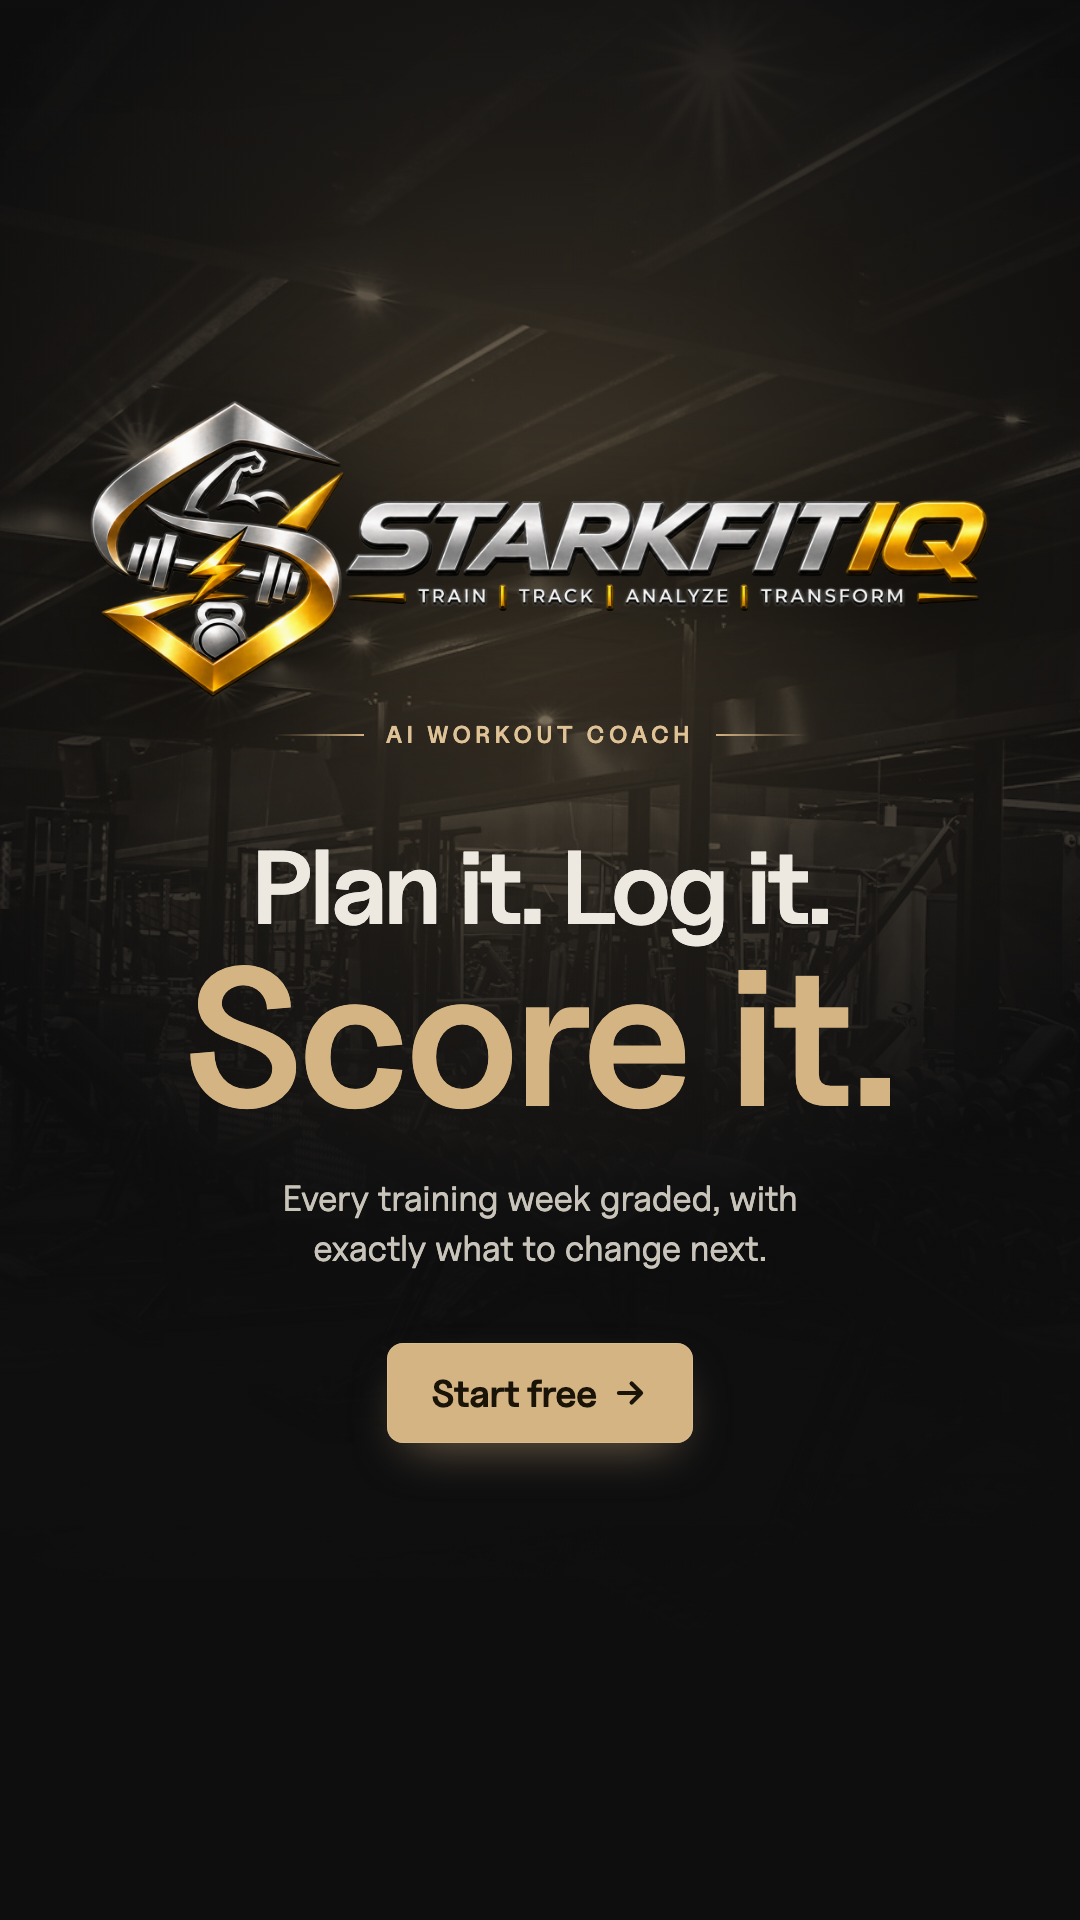 STARKFITIQ
TRAIN | TRACK | ANALYZE | TRANSFORM
AI WORKOUT COACH
Plan it. Log it.
Score it.
Every training week graded, with
exactly what to change next.
Start free →